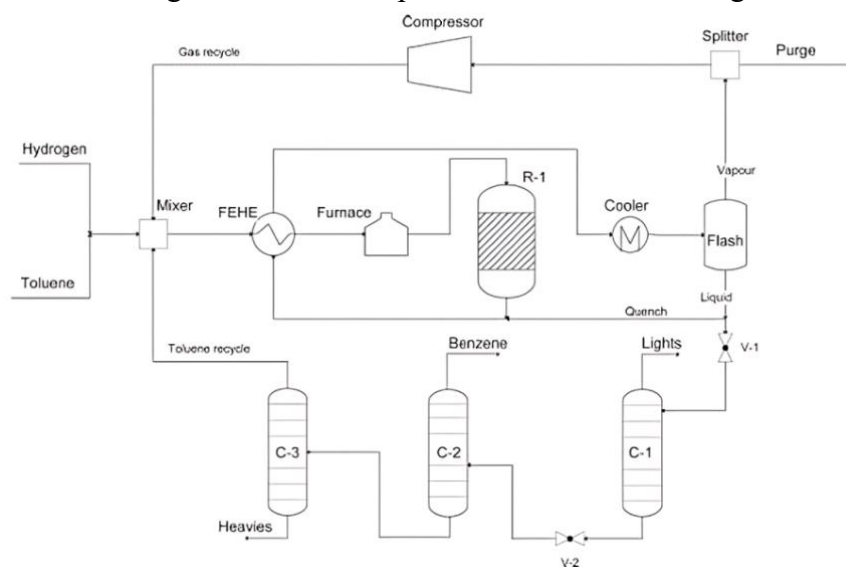 Compressor
Splitter
Gas recycle
Purge
Hydrogen
R-1
Vapour
Mixer
FEHE
Furnace
Cooler
Flash
Toluene
Liquid
Quench
Toluene recycle
Benzene
Lights
V-1
C-3
C-2
C-1
Heavies
V-2